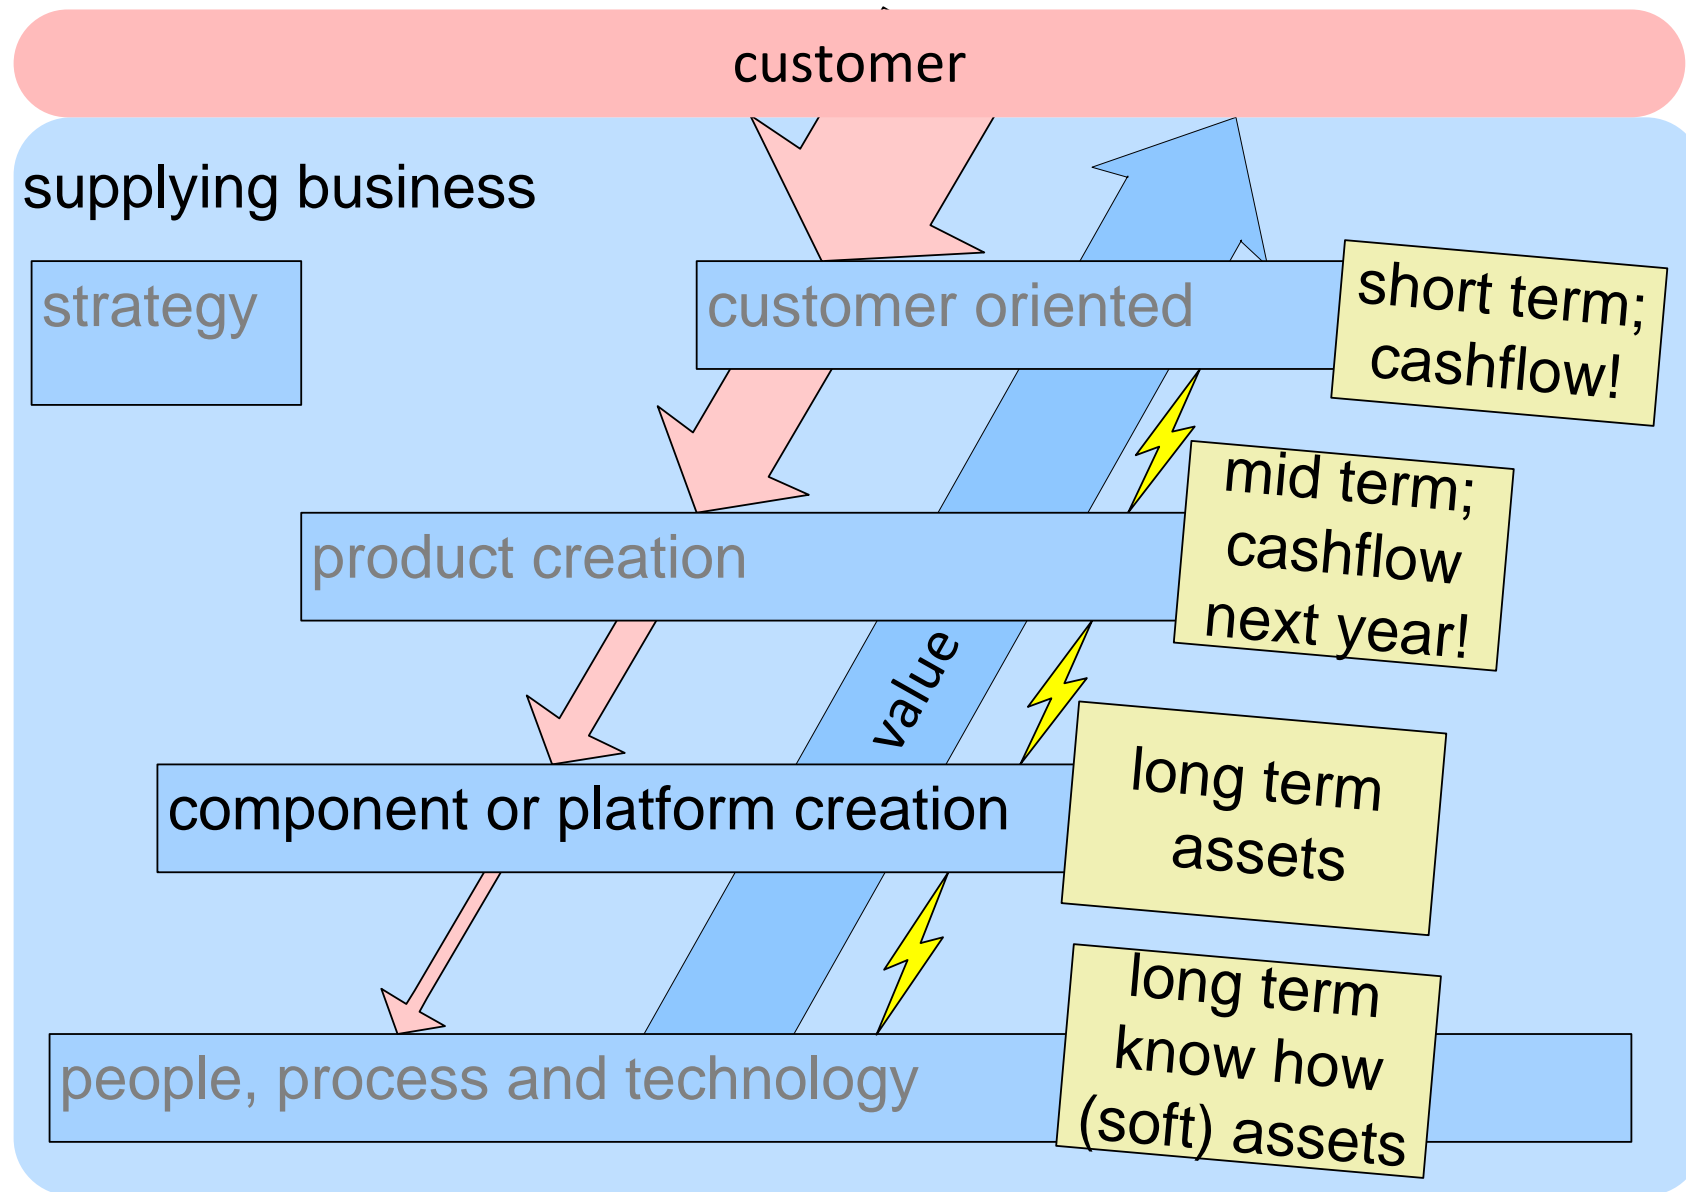 customer
supplying business
strategy
customer oriented
short term;
cashflow!
product creation
mid term;
cashflow
next year!
value
component or platform creation
long term
assets
people, process and technology
long term
know how
(soft) assets